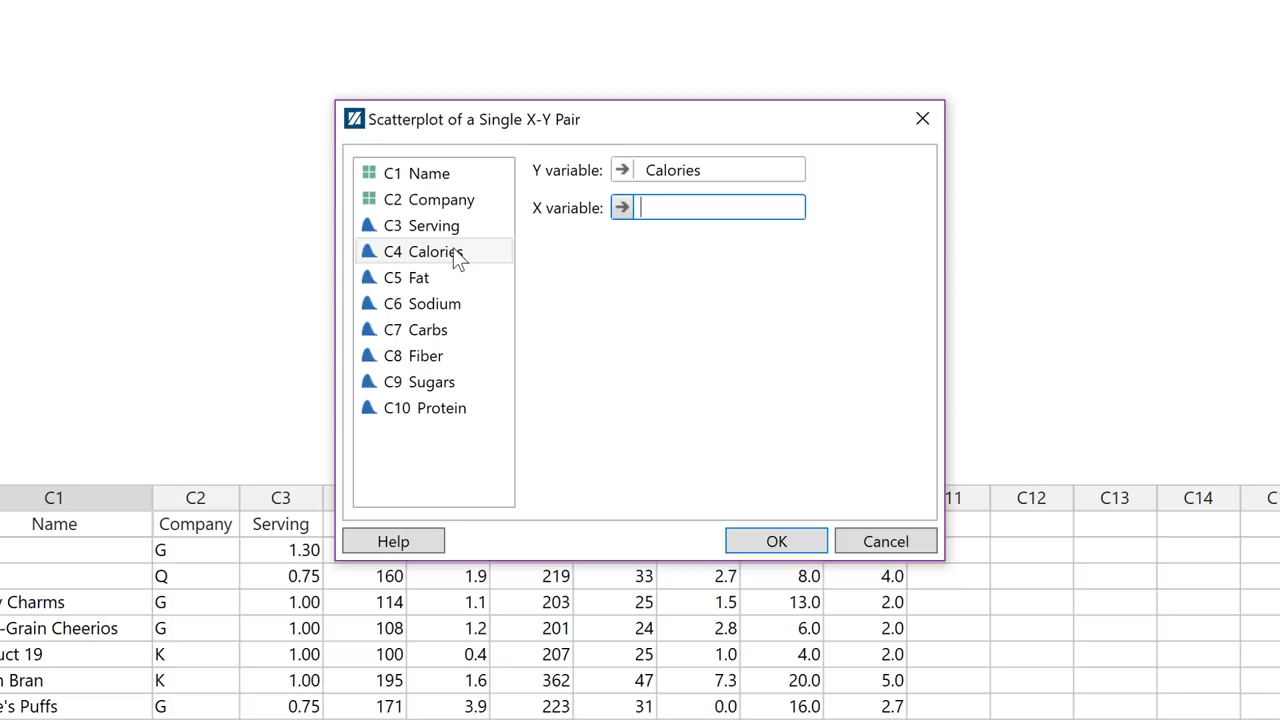 Scatterplot of a Single X-Y Pair
C1 Name
C2 Company
C3 Serving
C4 Calories
C5 Fat
C6 Sodium
C7 Carbs
C8 Fiber
C9 Sugars
C10 Protein
Y variable: Calories
X variable:
Help OK Cancel
C1 C2 C3 11 C12 C13 C14 C
Name Company Serving
G 1.30
Q 0.75 160 1.9 219 33 2.7 8.0 4.0
y Charms G 1.00 114 1.1 203 25 1.5 13.0 2.0
-Grain Cheerios G 1.00 108 1.2 201 24 2.8 6.0 2.0
uct 19 K 1.00 100 0.4 207 25 1.0 4.0 2.0
n Bran K 1.00 195 1.6 362 47 7.3 20.0 5.0
e's Puffs G 0.75 171 3.9 223 31 0.0 16.0 2.7